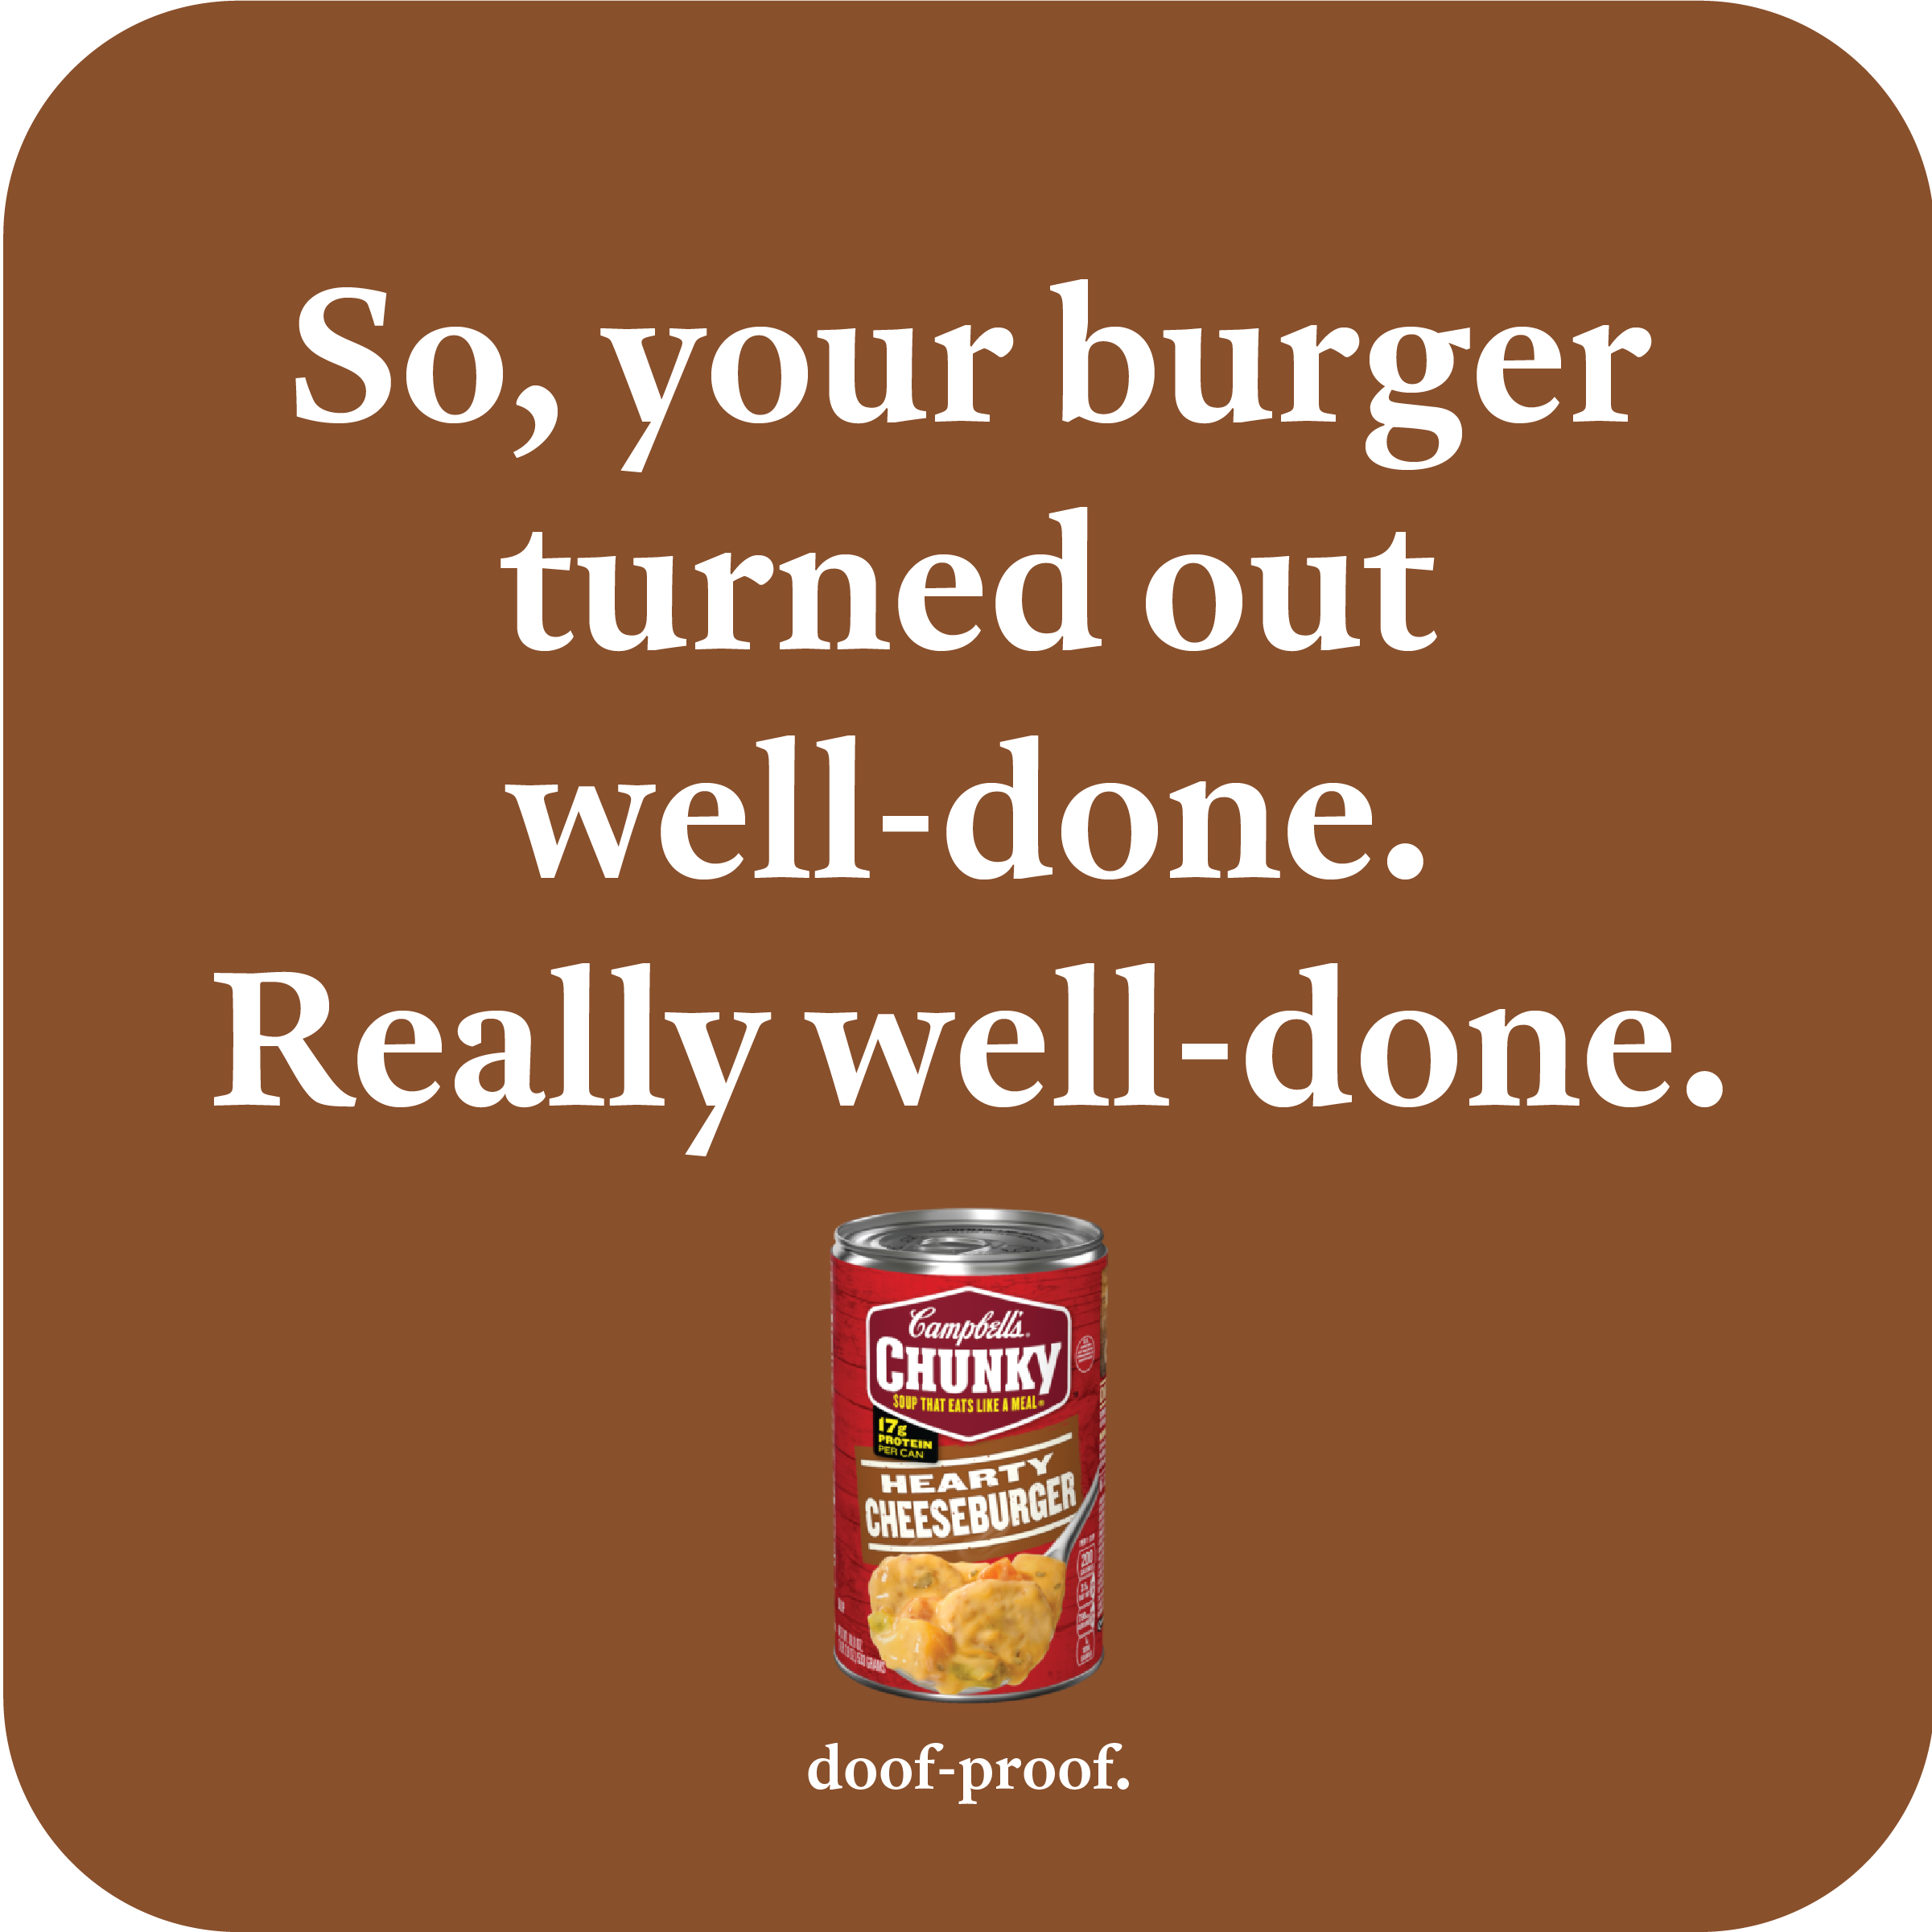 So, your burger
turned out
well-done.
Really well-done.
Campbell's®
CHUNKY
SOUP THAT EATS LIKE A MEAL®
17g
PROTEIN
PER CAN
HEARTY
CHEESEBURGER
200
doof-proof.